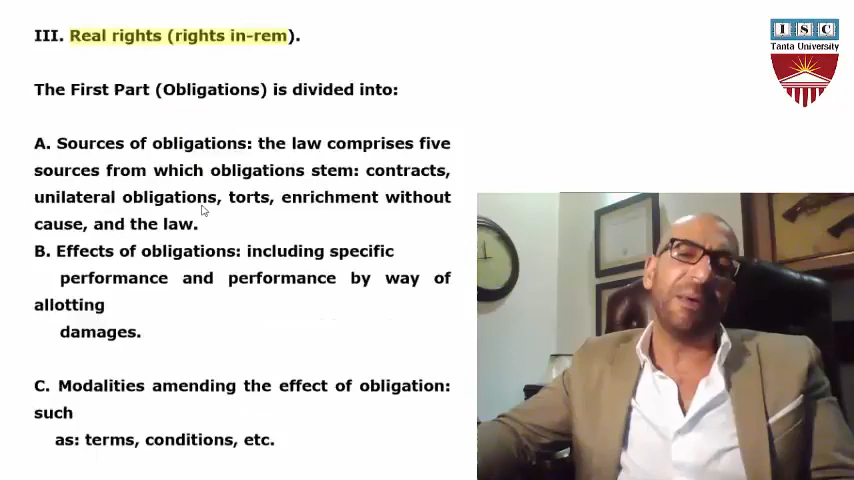 III. Real rights (rights in-rem).
The First Part (Obligations) is divided into:
A. Sources of obligations: the law comprises five
sources from which obligations stem: contracts,
unilateral obligations, torts, enrichment without
cause, and the law.
B. Effects of obligations: including specific
performance and performance by way of
allotting
damages.
C. Modalities amending the effect of obligation:
such
as: terms, conditions, etc.
I S C
Tanta University